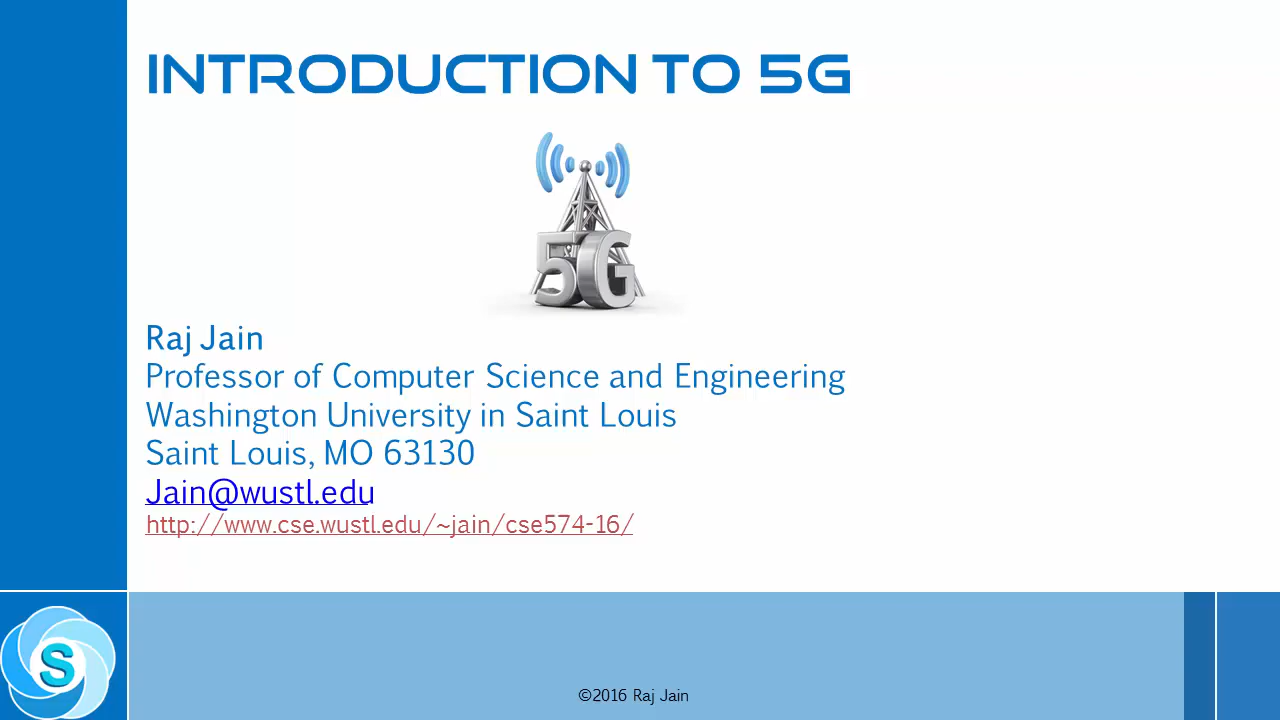 INTRODUCTION TO 5G
5G
Raj Jain
Professor of Computer Science and Engineering
Washington University in Saint Louis
Saint Louis, MO 63130
Jain@wustl.edu
http://www.cse.wustl.edu/~jain/cse574-16/
S
©2016 Raj Jain